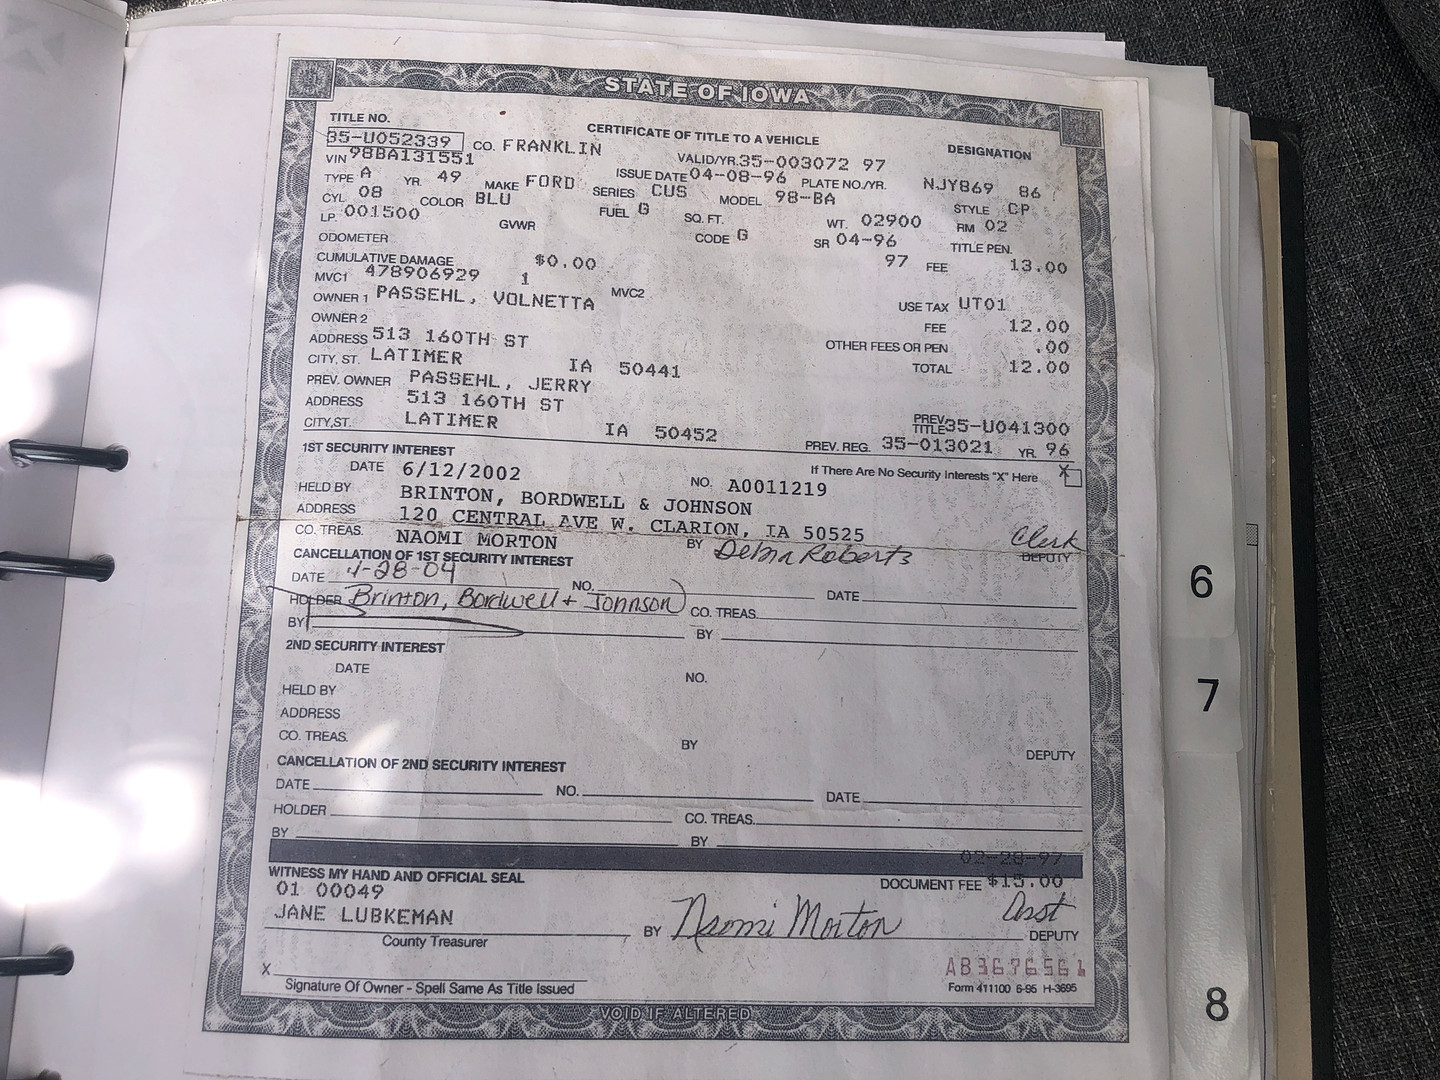 STATE OF IOWA
TITLE NO.
35-U052339 CO. FRANKLIN CERTIFICATE OF TITLE TO A VEHICLE DESIGNATION
VIN 98BA131551 VALID/YR. 35-003072 97
TYPE A YR. 49 MAKE FORD ISSUE DATE 04-08-96 PLATE NO./YR. NJY869 86
CYL 08 COLOR BLU SERIES CUS MODEL 98-BA STYLE CP
LP 001500 GVWR FUEL G SQ. FT. WT. 02900 RM 02
ODOMETER CODE G SR 04-96 TITLE PEN.
CUMULATIVE DAMAGE $0.00 97 FEE 13.00
MVC1 478906929 1 MVC2
OWNER 1 PASSEHL, VOLNETTA USE TAX UT01
OWNER 2 FEE 12.00
ADDRESS 513 160TH ST OTHER FEES OR PEN .00
CITY, ST. LATIMER IA 50441 TOTAL 12.00
PREV. OWNER PASSEHL, JERRY
ADDRESS 513 160TH ST PREV. TITLE 35-U041300
CITY,ST. LATIMER IA 50452 PREV. REG. 35-013021 YR. 96
1ST SECURITY INTEREST If There Are No Security Interests "X" Here X
DATE 6/12/2002 NO. A0011219
HELD BY BRINTON, BORDWELL & JOHNSON
ADDRESS 120 CENTRAL AVE W. CLARION, IA 50525
CO. TREAS. NAOMI MORTON BY Debra Roberts Clerk DEPUTY
CANCELLATION OF 1ST SECURITY INTEREST
DATE 4-28-04 NO. DATE
HOLDER Brinton, Bordwell + Johnson CO. TREAS.
BY BY
2ND SECURITY INTEREST
DATE NO.
HELD BY
ADDRESS
CO. TREAS. BY DEPUTY
CANCELLATION OF 2ND SECURITY INTEREST
DATE NO. DATE
HOLDER CO. TREAS.
BY BY
02-28-97
WITNESS MY HAND AND OFFICIAL SEAL DOCUMENT FEE $15.00
01 00049
JANE LUBKEMAN BY Naomi Morton Asst DEPUTY
County Treasurer
X AB3676561
Signature Of Owner - Spell Same As Title Issued Form 411100 6-95 H-3695
VOID IF ALTERED
6
7
8